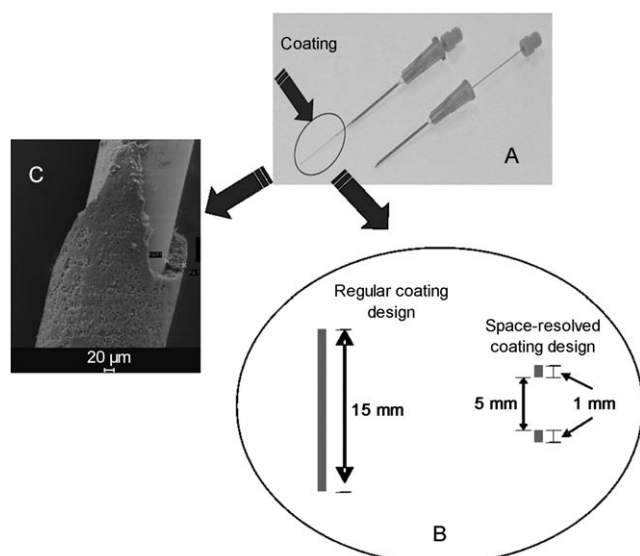 Coating
A
C
20 µm
Regular coating
design
15 mm
Space-resolved
coating design
5 mm
1 mm
B